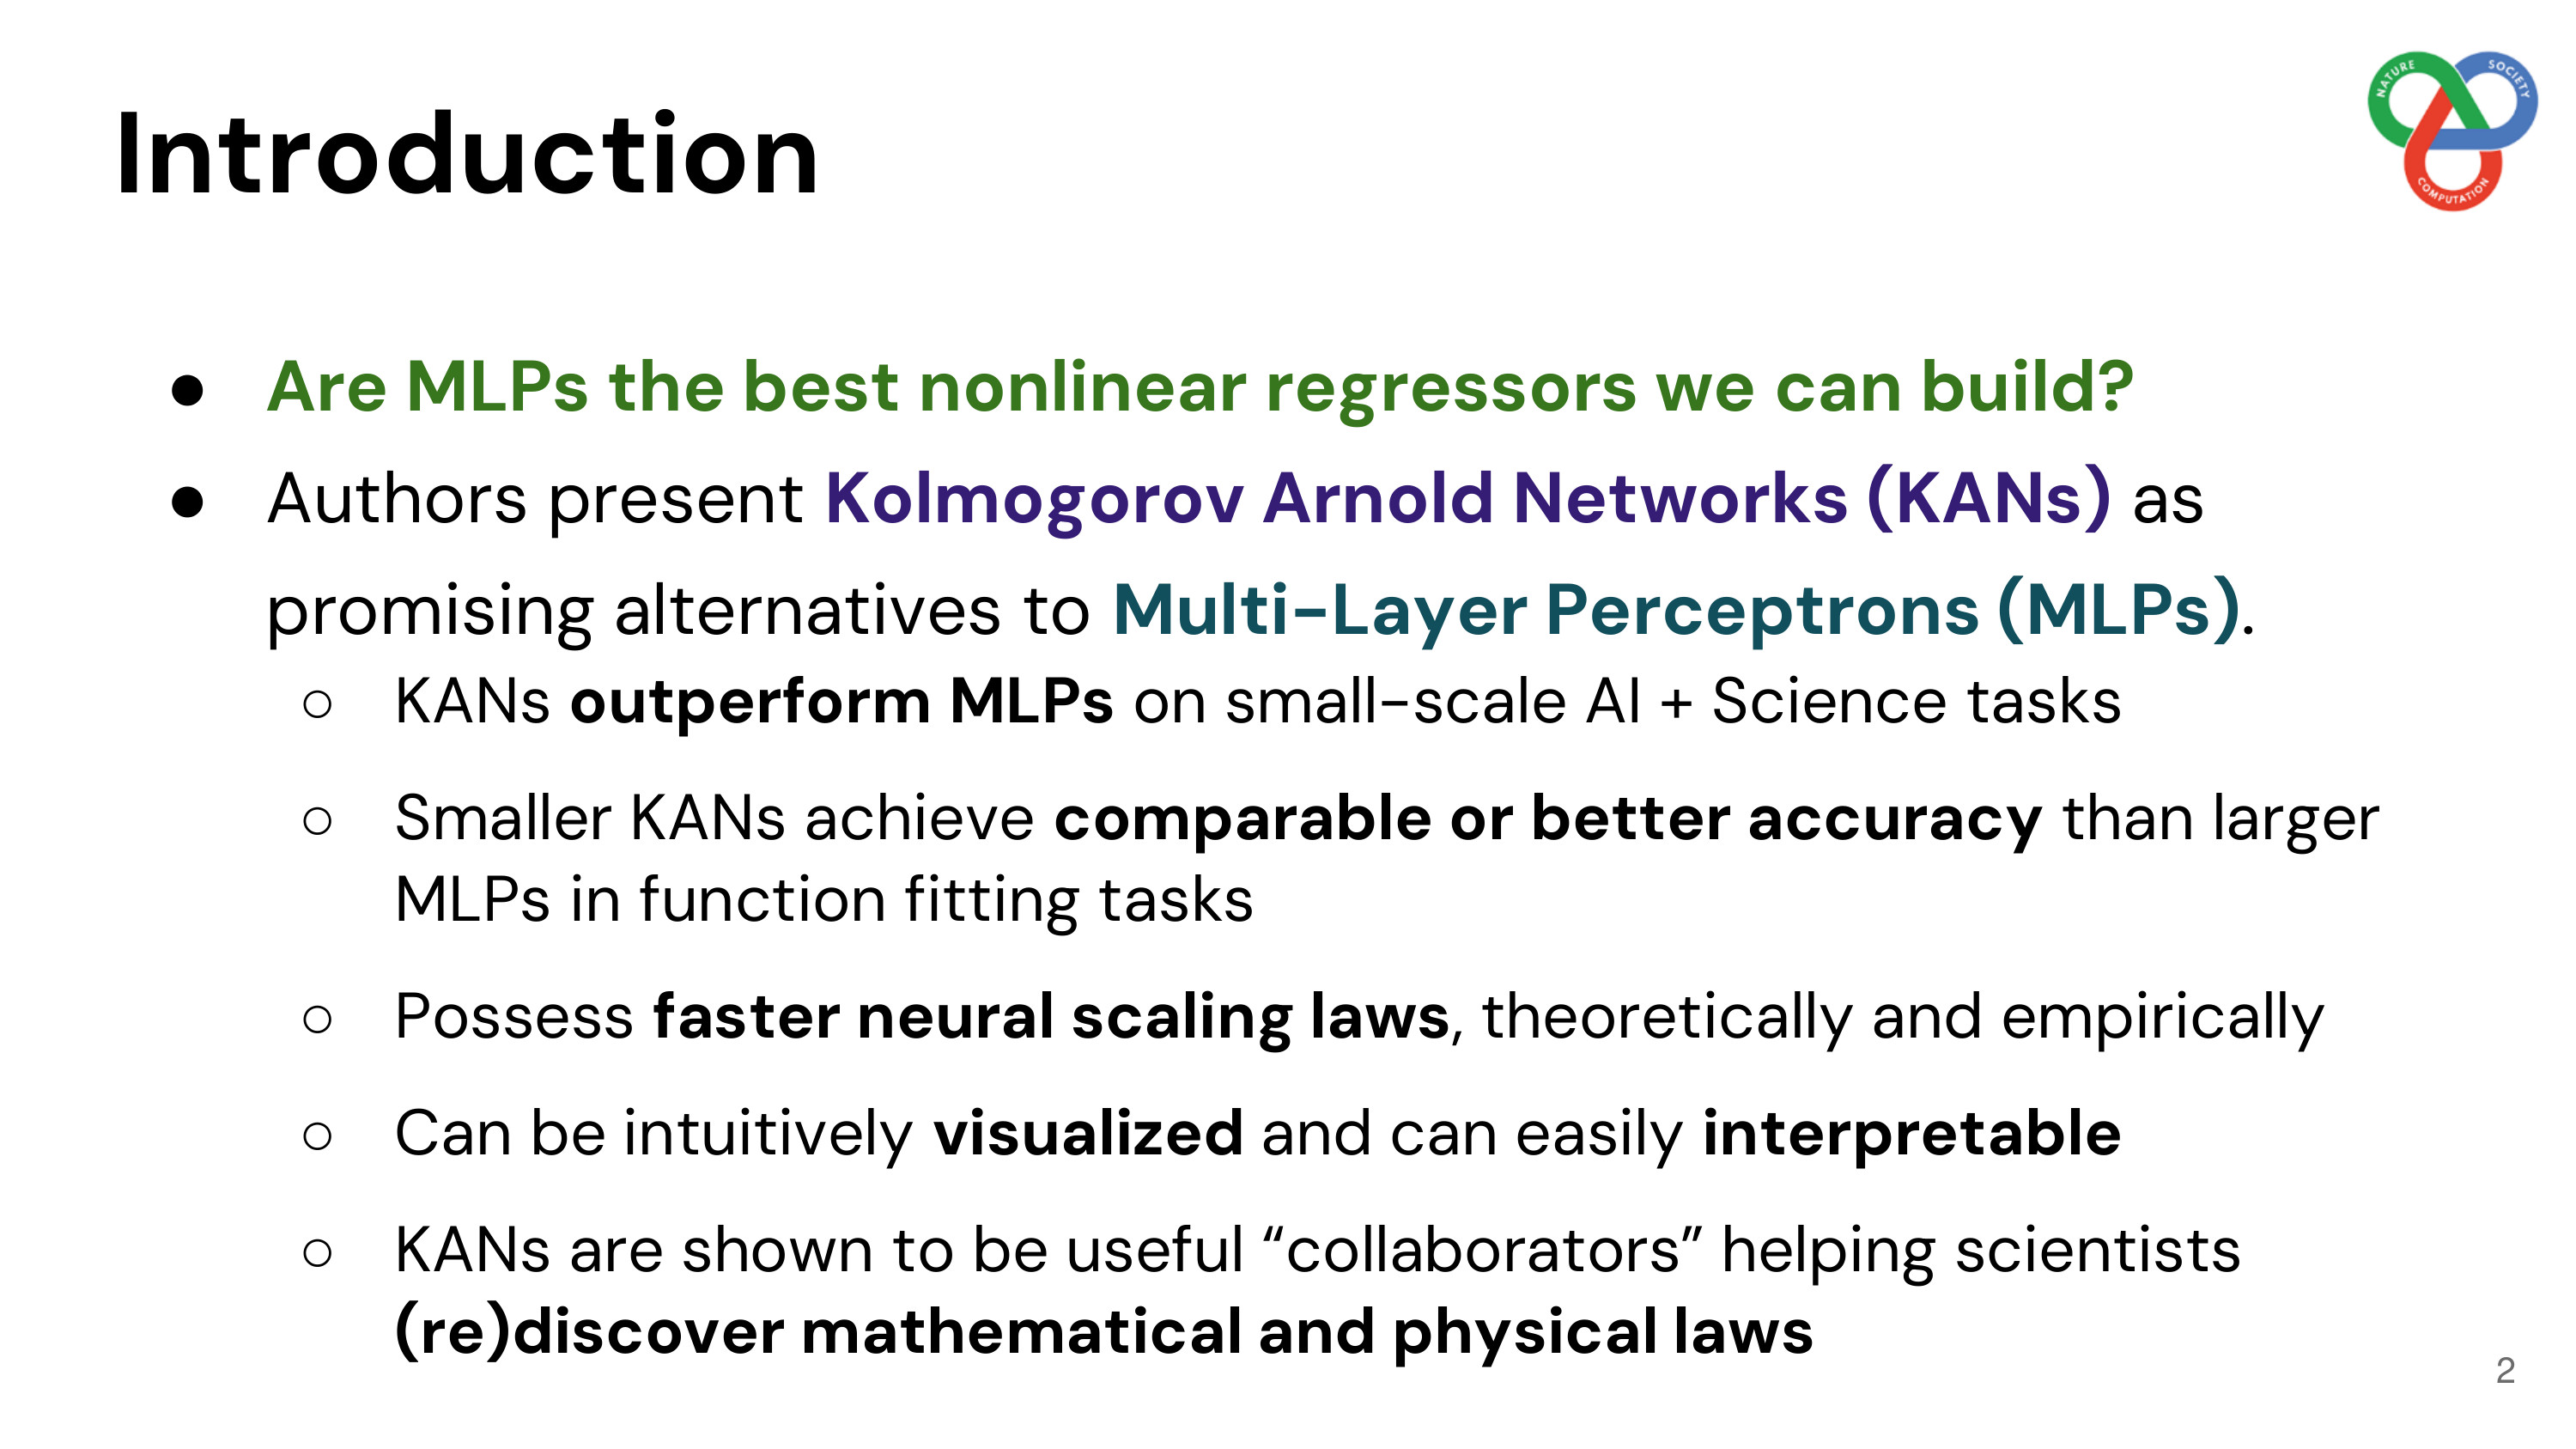 Introduction
NATURE
SOCIETY
COMPUTATION
● Are MLPs the best nonlinear regressors we can build?
● Authors present Kolmogorov Arnold Networks (KANs) as
promising alternatives to Multi-Layer Perceptrons (MLPs).
○ KANs outperform MLPs on small-scale AI + Science tasks
○ Smaller KANs achieve comparable or better accuracy than larger
MLPs in function fitting tasks
○ Possess faster neural scaling laws, theoretically and empirically
○ Can be intuitively visualized and can easily interpretable
○ KANs are shown to be useful “collaborators” helping scientists
(re)discover mathematical and physical laws
2